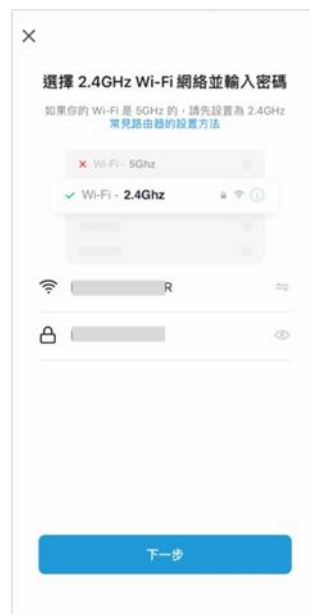 選擇 2.4GHz Wi-Fi 網絡並輸入密碼
如果你的 Wi-Fi 是 5GHz 的，請先設置為 2.4GHz
常見路由器的設置方法
Wi-Fi - 5Ghz
Wi-Fi - 2.4Ghz
R
下一步